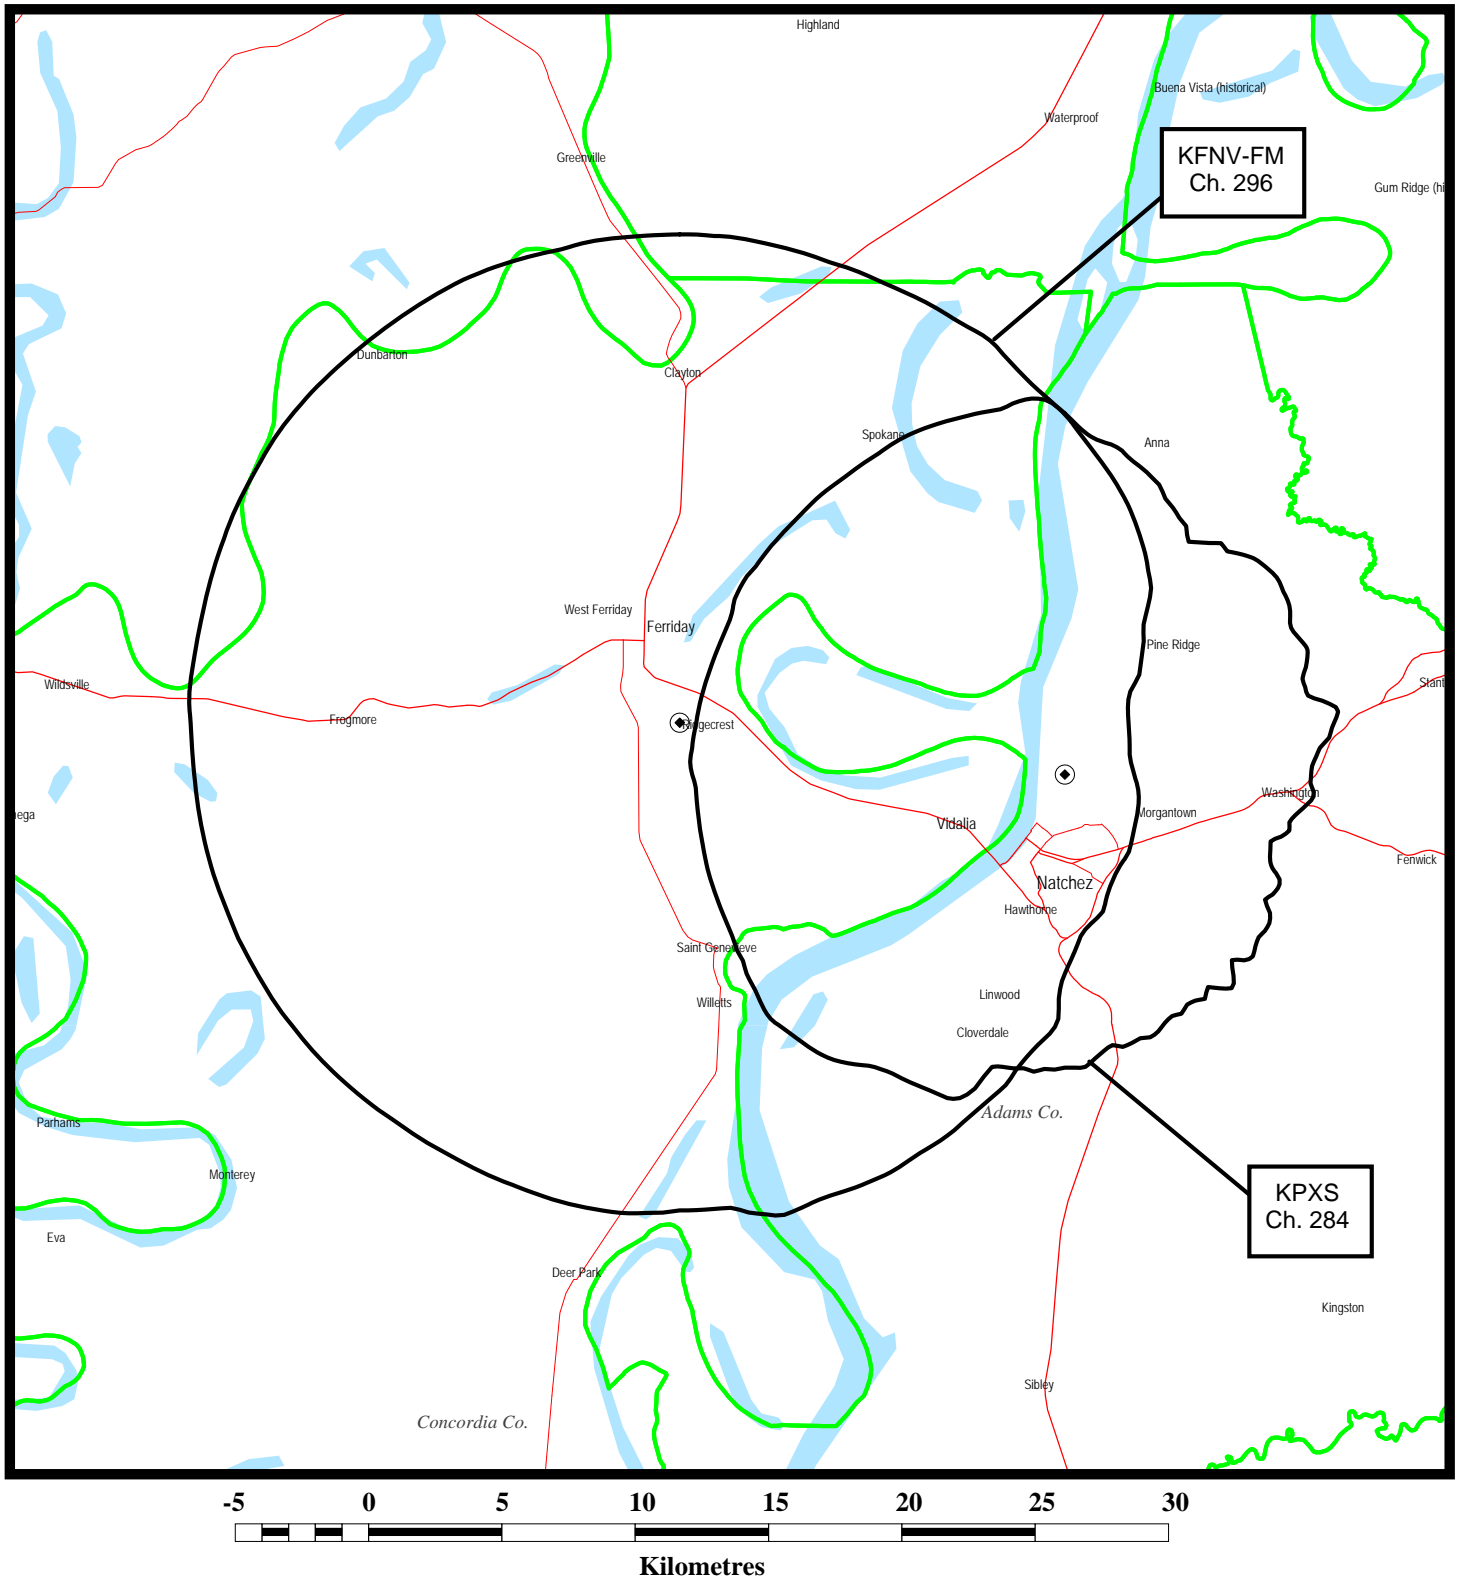 Highland
Buena Vista (historical)
Waterproof
KFNV-FM
Ch. 296
Greenville
Gum Ridge (hi
Dunbarton
Clayton
Spokane
Anna
West Ferriday
Ferriday
Pine Ridge
Wildsville
Stant
Frogmore
Ridgecrest
Washington
ega
Morgantown
Vidalia
Fenwick
Natchez
Hawthorne
Saint Genevieve
Linwood
Willetts
Cloverdale
Adams Co.
Parhams
Monterey
KPXS
Ch. 284
Eva
Deer Park
Kingston
Sibley
Concordia Co.
-5 0 5 10 15 20 25 30
Kilometres